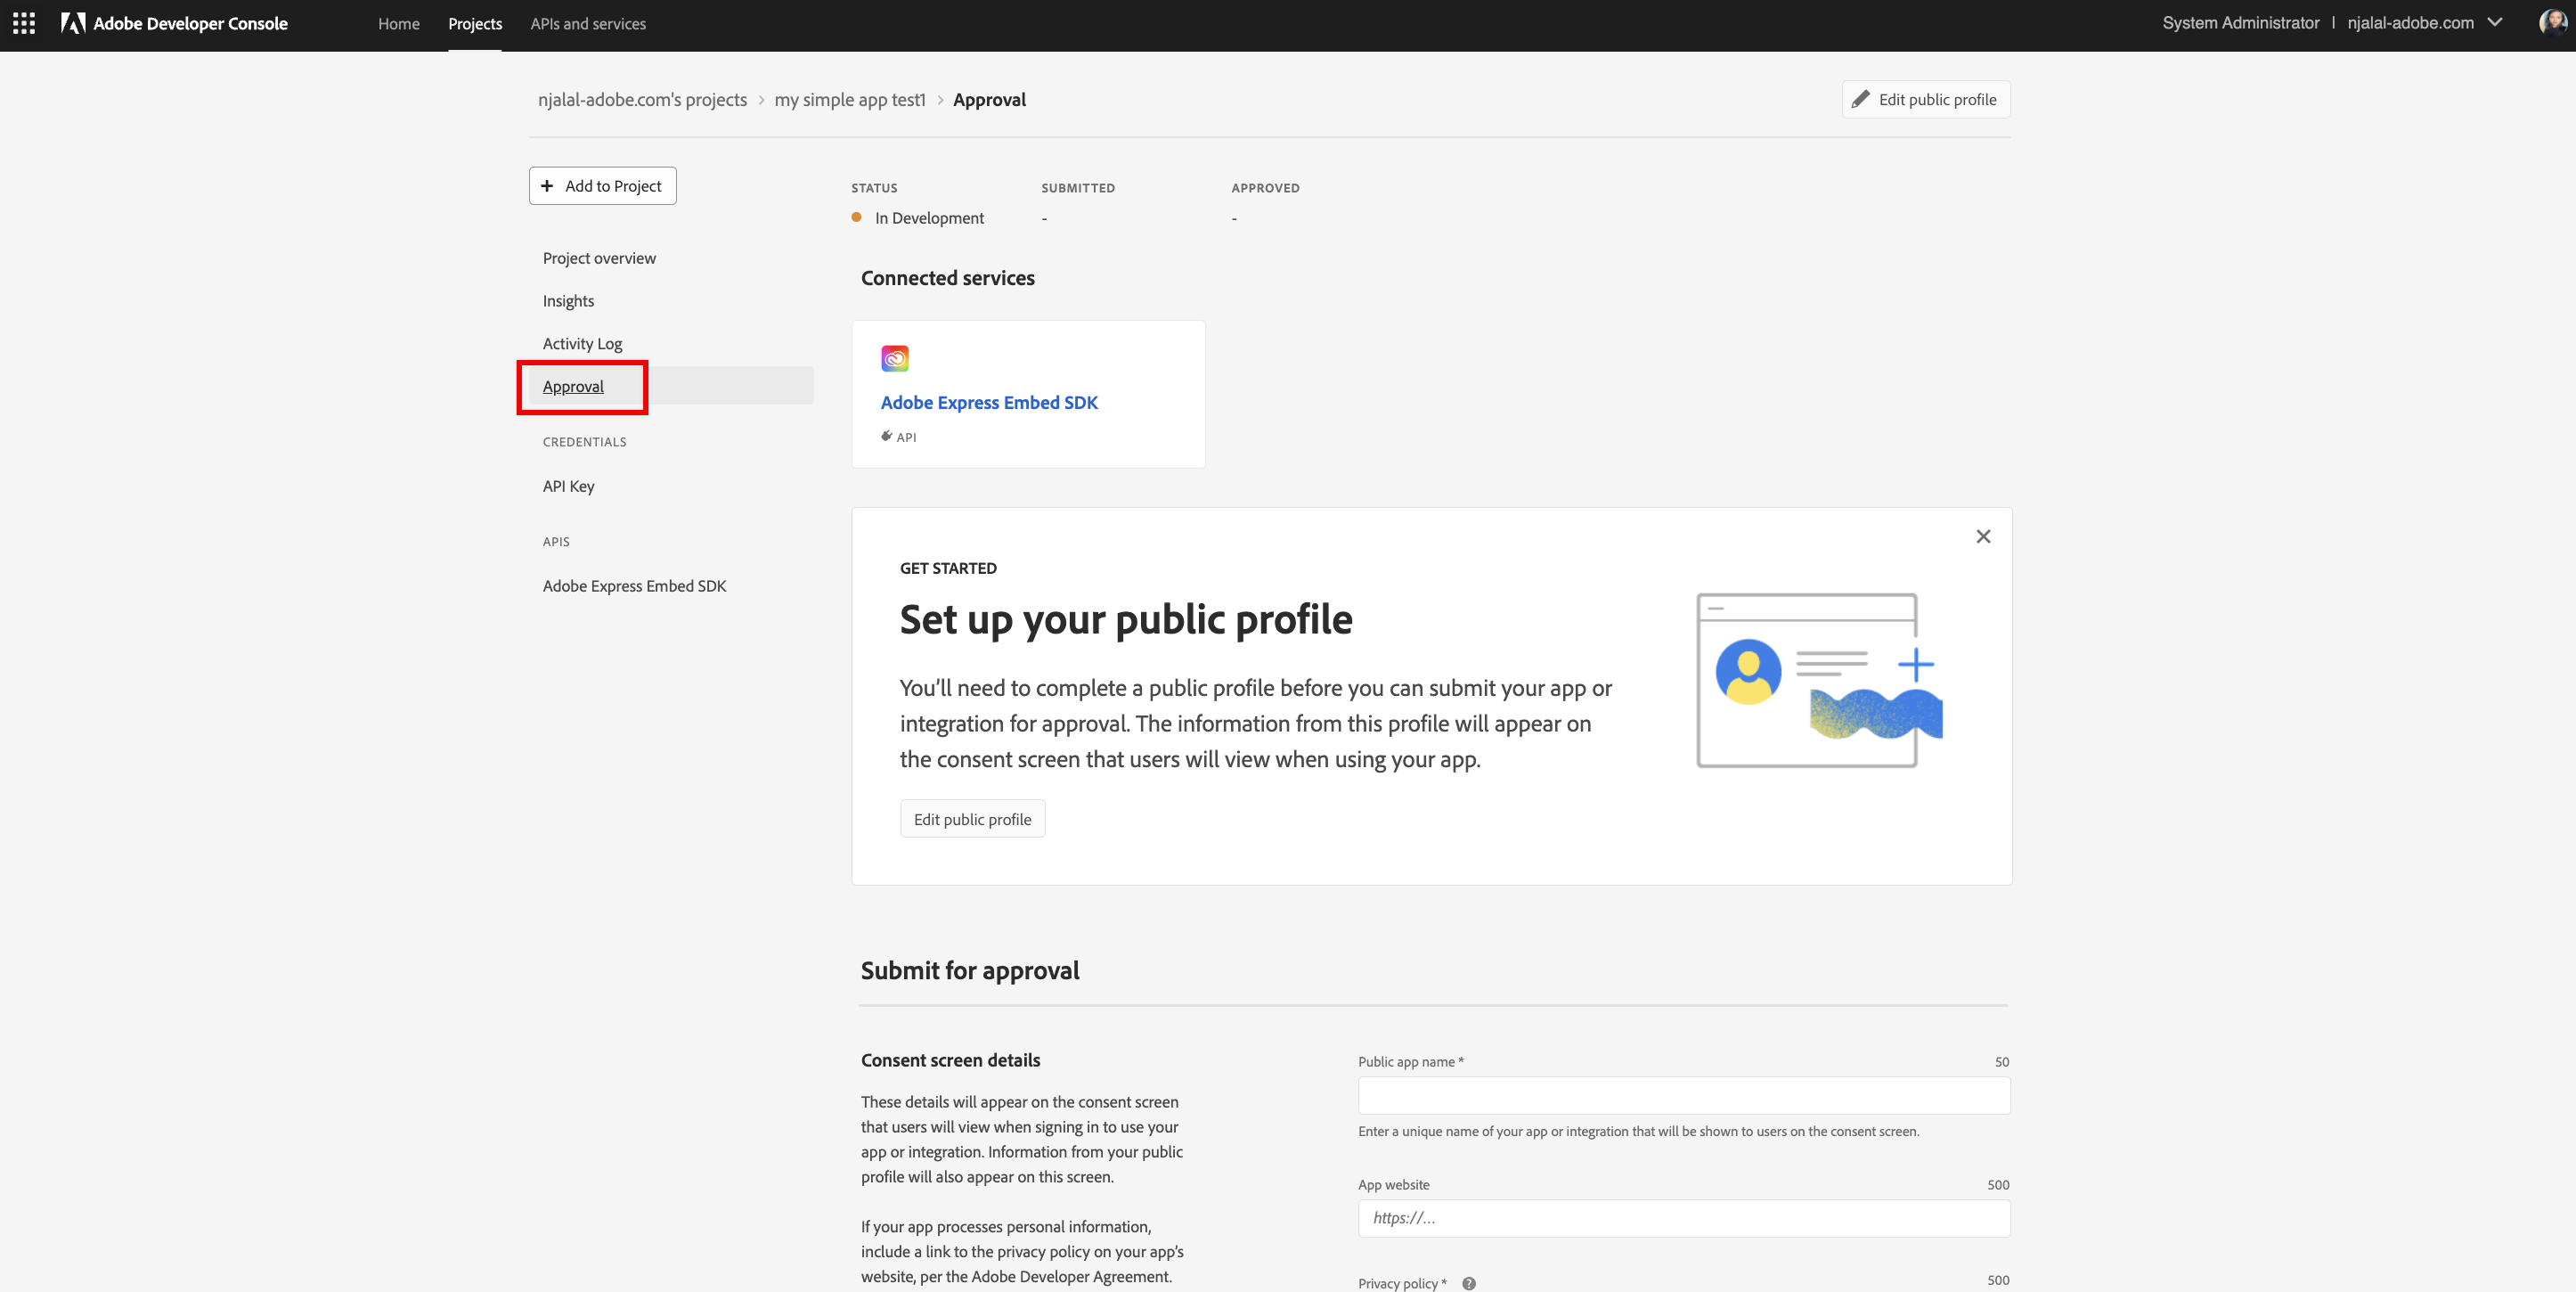 Adobe Developer Console
Home
Projects
APIs and services
System Administrator | njalal-adobe.com
njalal-adobe.com's projects > my simple app test1 > Approval
Edit public profile
+ Add to Project
Project overview
Insights
Activity Log
Approval
CREDENTIALS
API Key
APIS
Adobe Express Embed SDK
STATUS
In Development
SUBMITTED
-
APPROVED
-
Connected services
Adobe Express Embed SDK
API
GET STARTED
Set up your public profile
You’ll need to complete a public profile before you can submit your app or
integration for approval. The information from this profile will appear on
the consent screen that users will view when using your app.
Edit public profile
Submit for approval
Consent screen details
These details will appear on the consent screen
that users will view when signing in to use your
app or integration. Information from your public
profile will also appear on this screen.
If your app processes personal information,
include a link to the privacy policy on your app’s
website, per the Adobe Developer Agreement.
Public app name *
50
Enter a unique name of your app or integration that will be shown to users on the consent screen.
App website
500
https://...
Privacy policy * ?
500